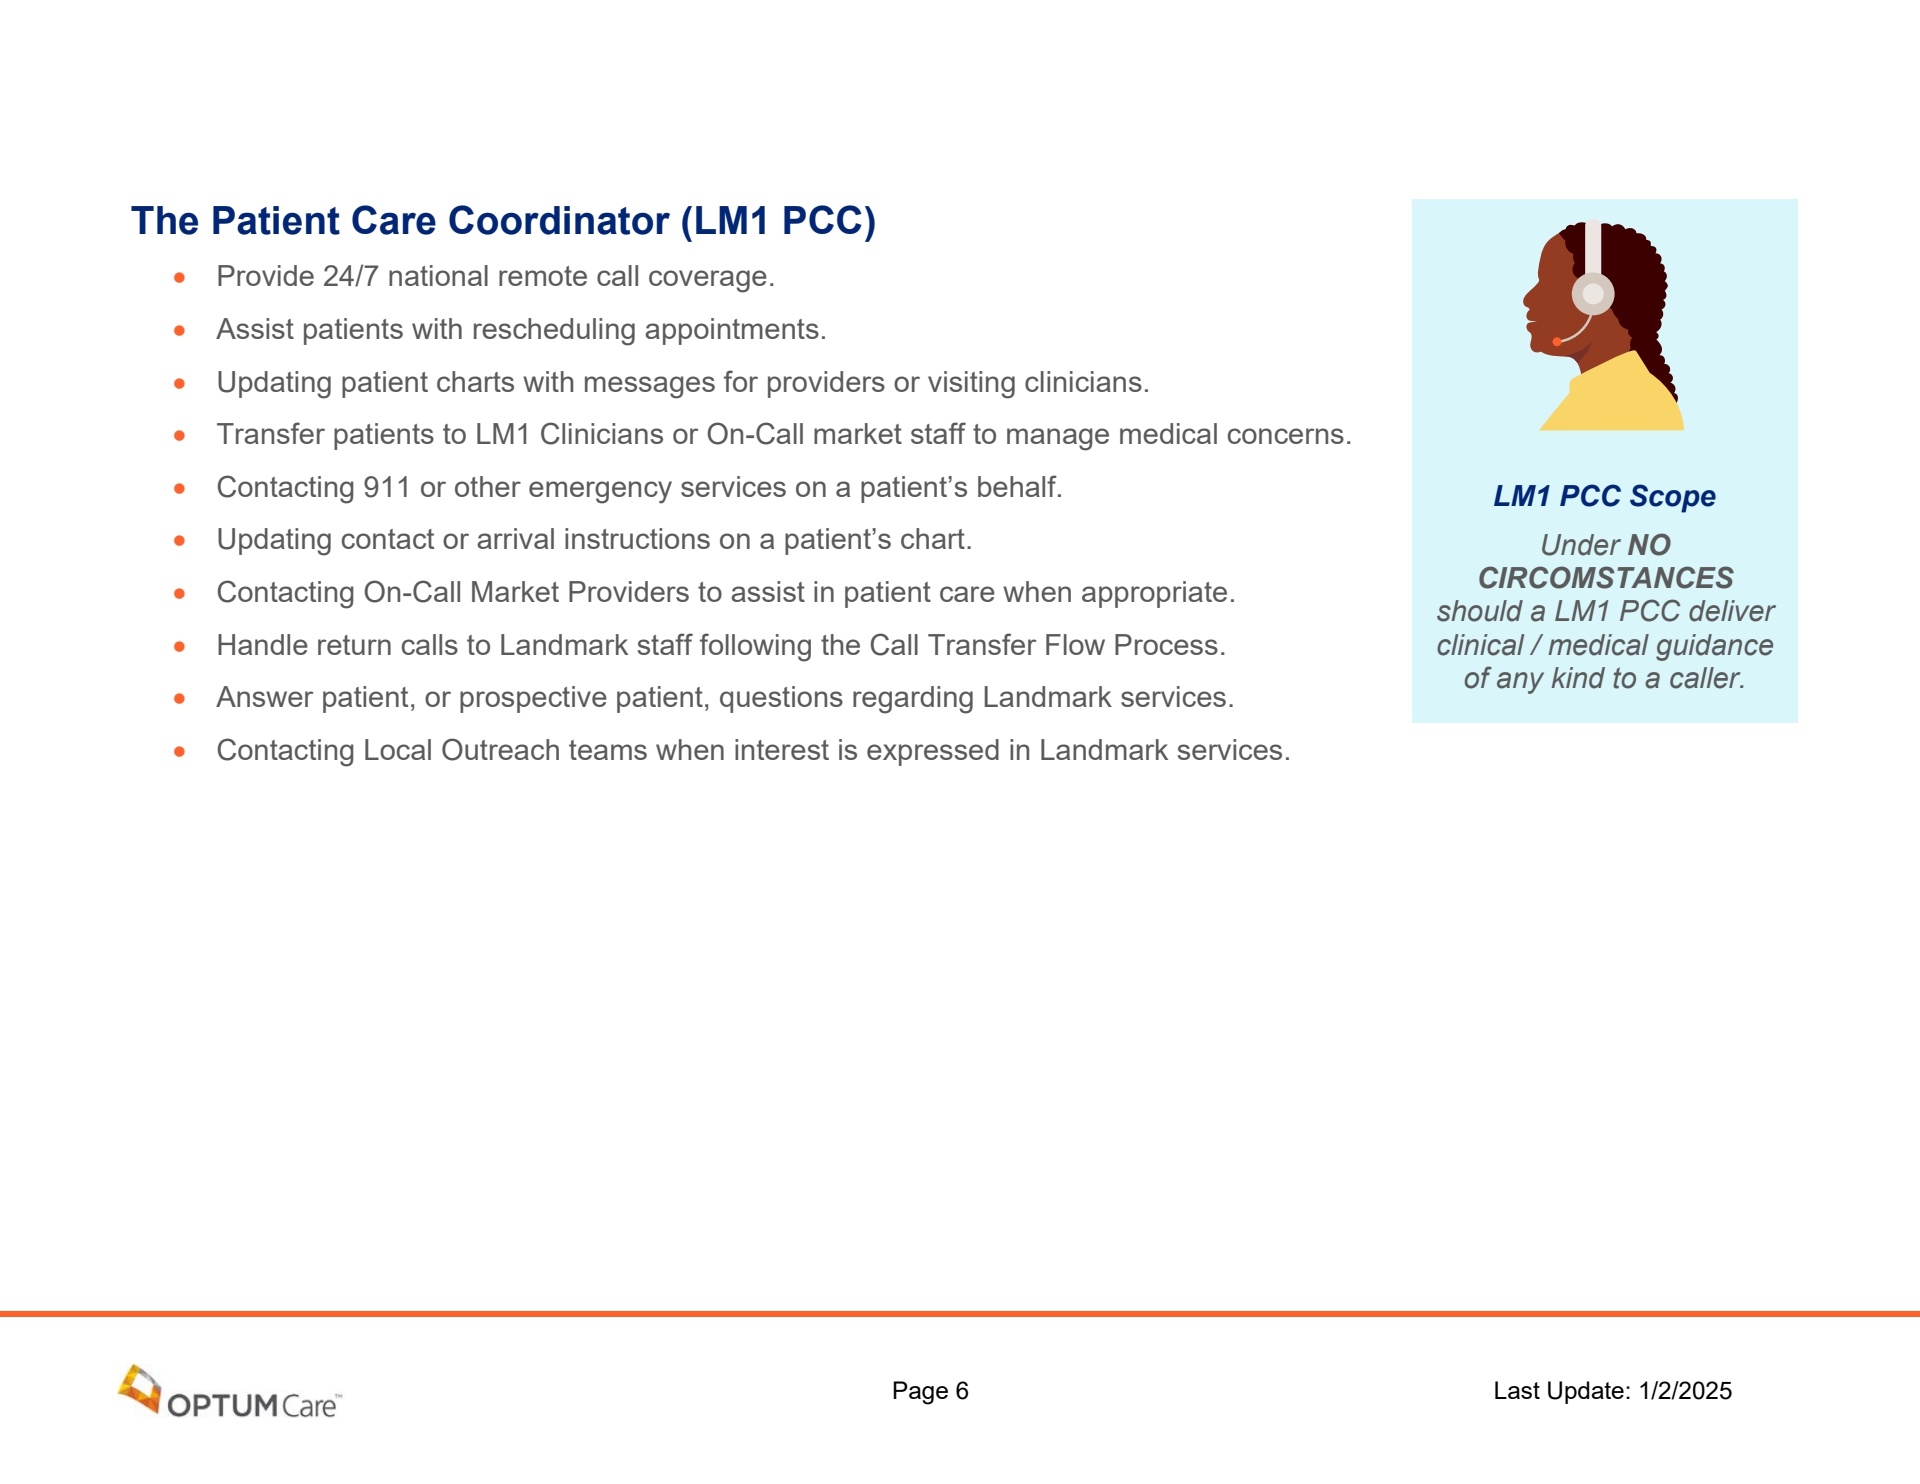 The Patient Care Coordinator (LM1 PCC)
• Provide 24/7 national remote call coverage.
• Assist patients with rescheduling appointments.
• Updating patient charts with messages for providers or visiting clinicians.
• Transfer patients to LM1 Clinicians or On-Call market staff to manage medical concerns.
• Contacting 911 or other emergency services on a patient’s behalf.
• Updating contact or arrival instructions on a patient’s chart.
• Contacting On-Call Market Providers to assist in patient care when appropriate.
• Handle return calls to Landmark staff following the Call Transfer Flow Process.
• Answer patient, or prospective patient, questions regarding Landmark services.
• Contacting Local Outreach teams when interest is expressed in Landmark services.
LM1 PCC Scope
Under NO
CIRCOMSTANCES
should a LM1 PCC deliver
clinical / medical guidance
of any kind to a caller.
OPTUM Care™
Page 6
Last Update: 1/2/2025